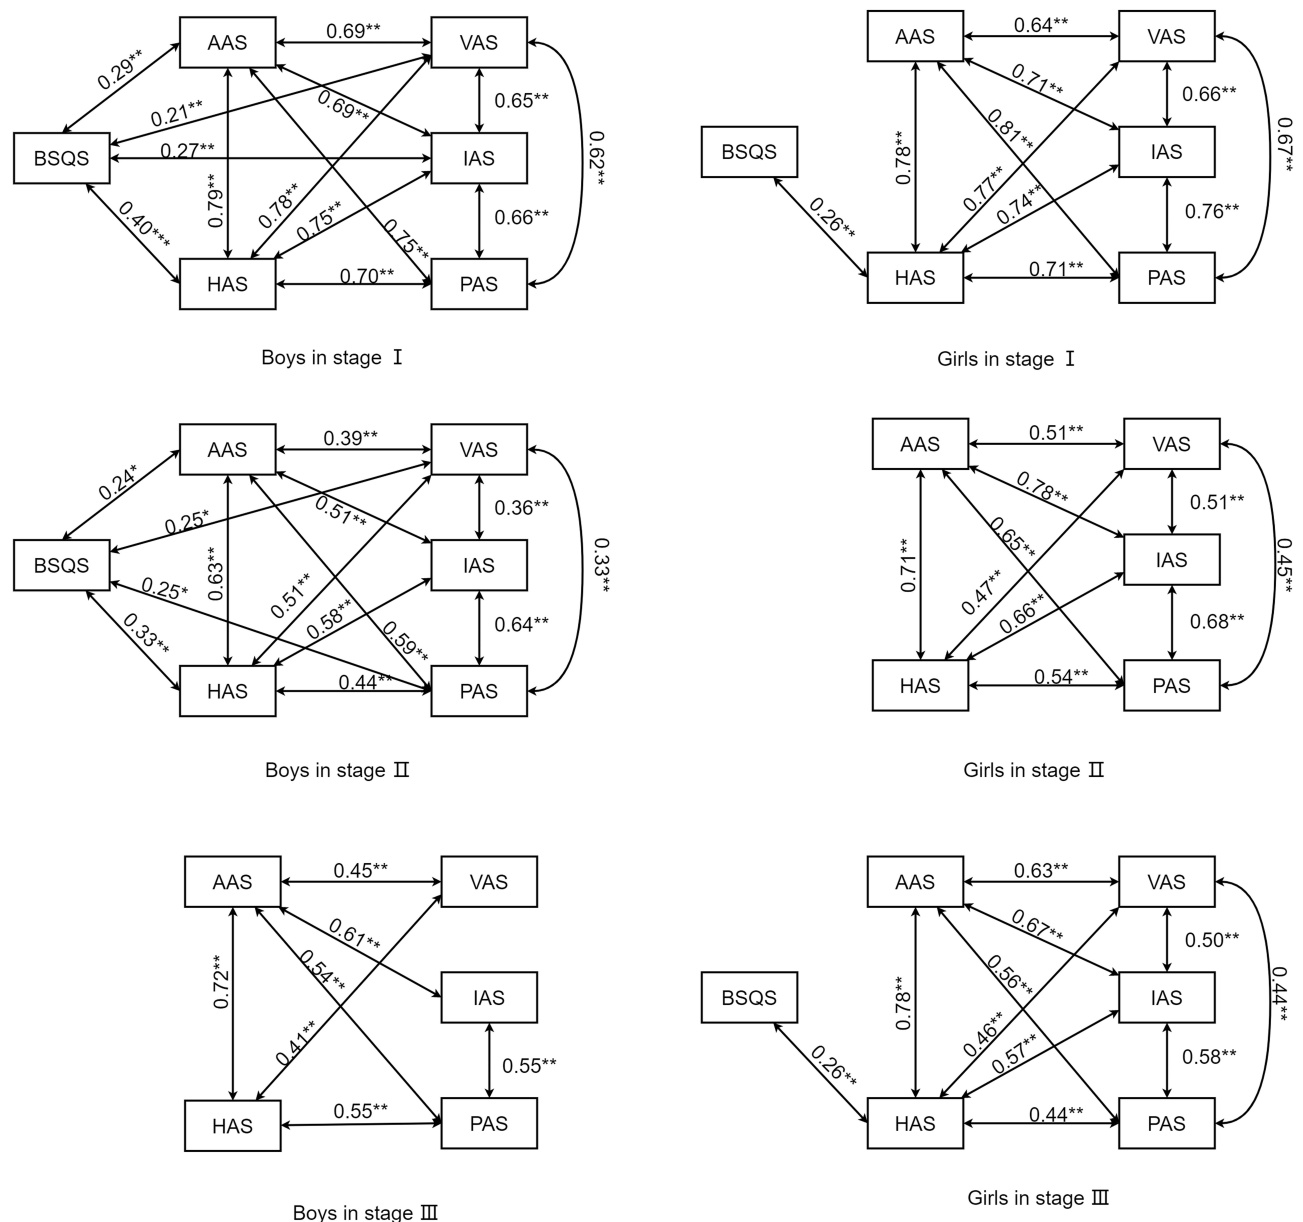 AAS
0.69**
VAS
0.29**
0.21**
0.69**
0.65**
BSQS
0.27**
IAS
0.62**
0.40***
0.79**
0.78**
0.75**
0.75**
0.66**
HAS
0.70**
PAS
Boys in stage Ⅰ
AAS
0.64**
VAS
0.71**
0.66**
BSQS
0.81**
IAS
0.67**
0.26**
0.78**
0.77**
0.74**
0.76**
HAS
0.71**
PAS
Girls in stage Ⅰ
AAS
0.39**
VAS
0.24*
0.25*
0.51**
0.36**
BSQS
IAS
0.33**
0.25*
0.63**
0.51**
0.58**
0.59**
0.64**
0.33**
HAS
0.44**
PAS
Boys in stage Ⅱ
AAS
0.51**
VAS
0.78**
0.51**
0.65**
IAS
0.45**
0.71**
0.47**
0.66**
0.68**
HAS
0.54**
PAS
Girls in stage Ⅱ
AAS
0.45**
VAS
0.61**
0.54**
IAS
0.72**
0.41**
0.55**
HAS
0.55**
PAS
Boys in stage Ⅲ
AAS
0.63**
VAS
0.67**
0.50**
BSQS
0.56**
IAS
0.44**
0.26**
0.78**
0.46**
0.57**
0.58**
HAS
0.44**
PAS
Girls in stage Ⅲ